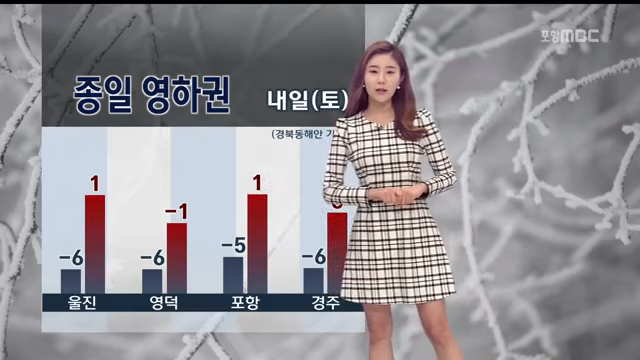 포항MBC
종일 영하권 내일(토)
(경북동해안
1 -1 1
-6 -6 -5 -6
울진 영덕 포항 경주